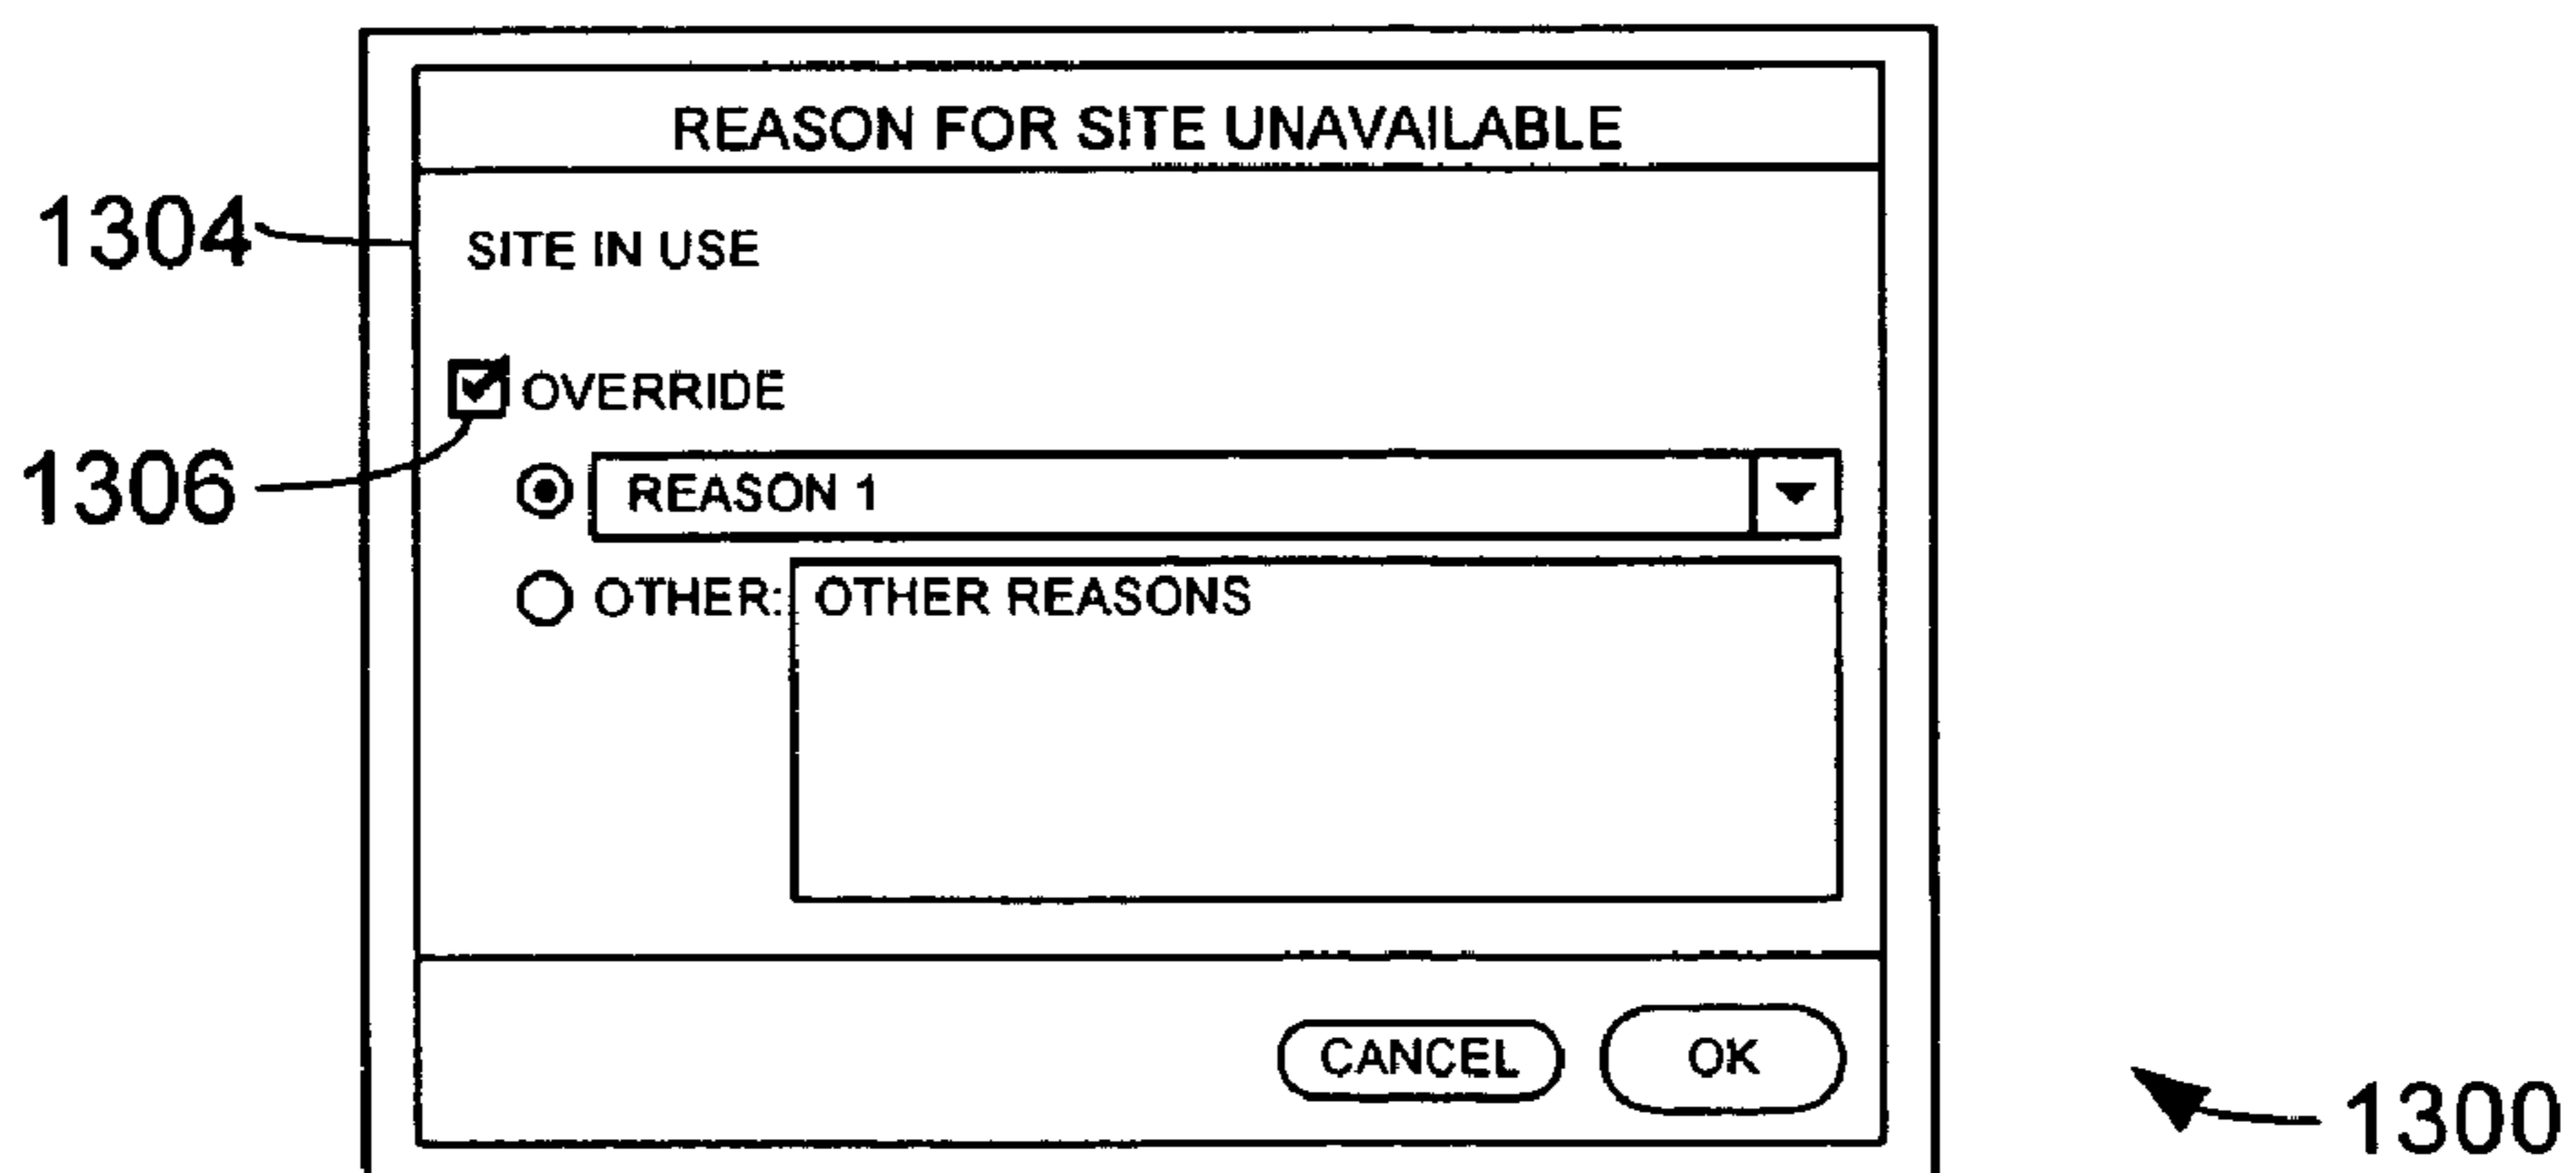 REASON FOR SITE UNAVAILABLE
1304
SITE IN USE
OVERRIDE
1306
REASON 1
OTHER: OTHER REASONS
CANCEL OK
1300